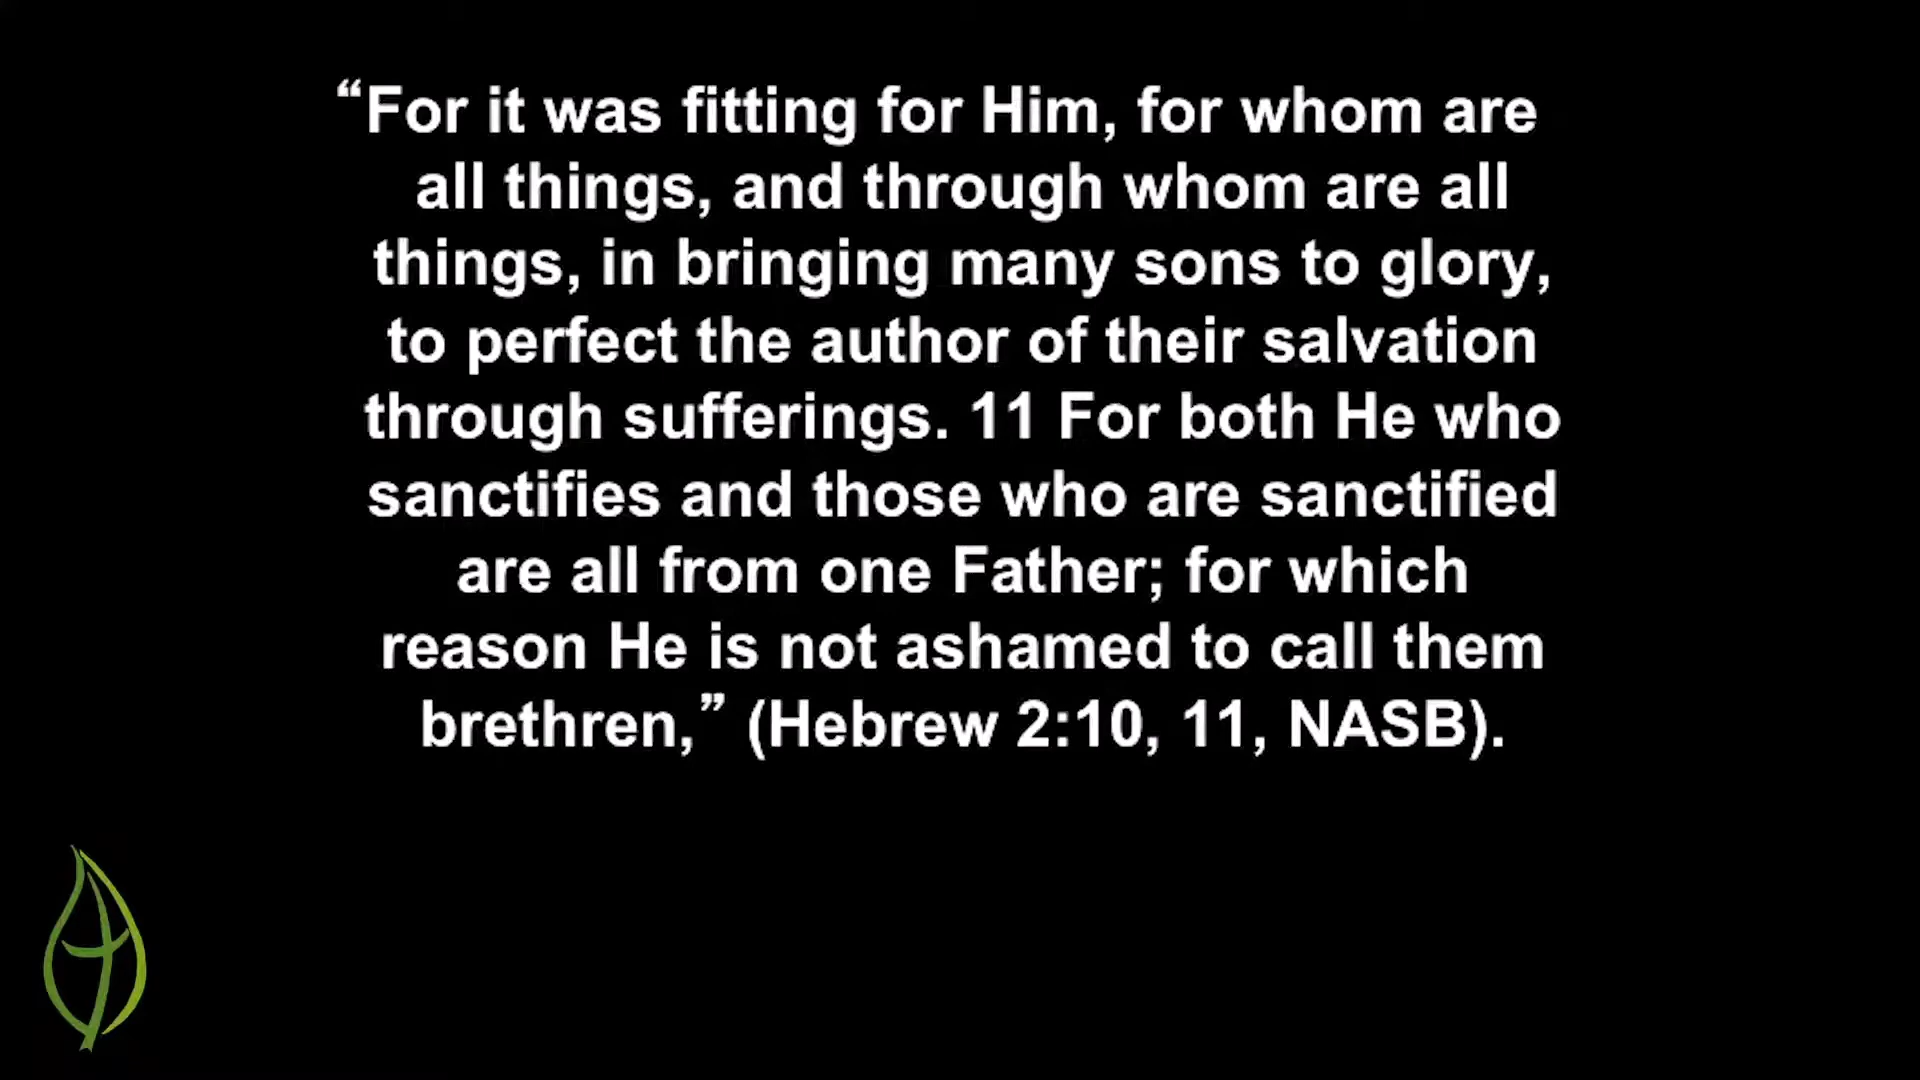 “For it was fitting for Him, for whom are
all things, and through whom are all
things, in bringing many sons to glory,
to perfect the author of their salvation
through sufferings. 11 For both He who
sanctifies and those who are sanctified
are all from one Father; for which
reason He is not ashamed to call them
brethren,” (Hebrew 2:10, 11, NASB).